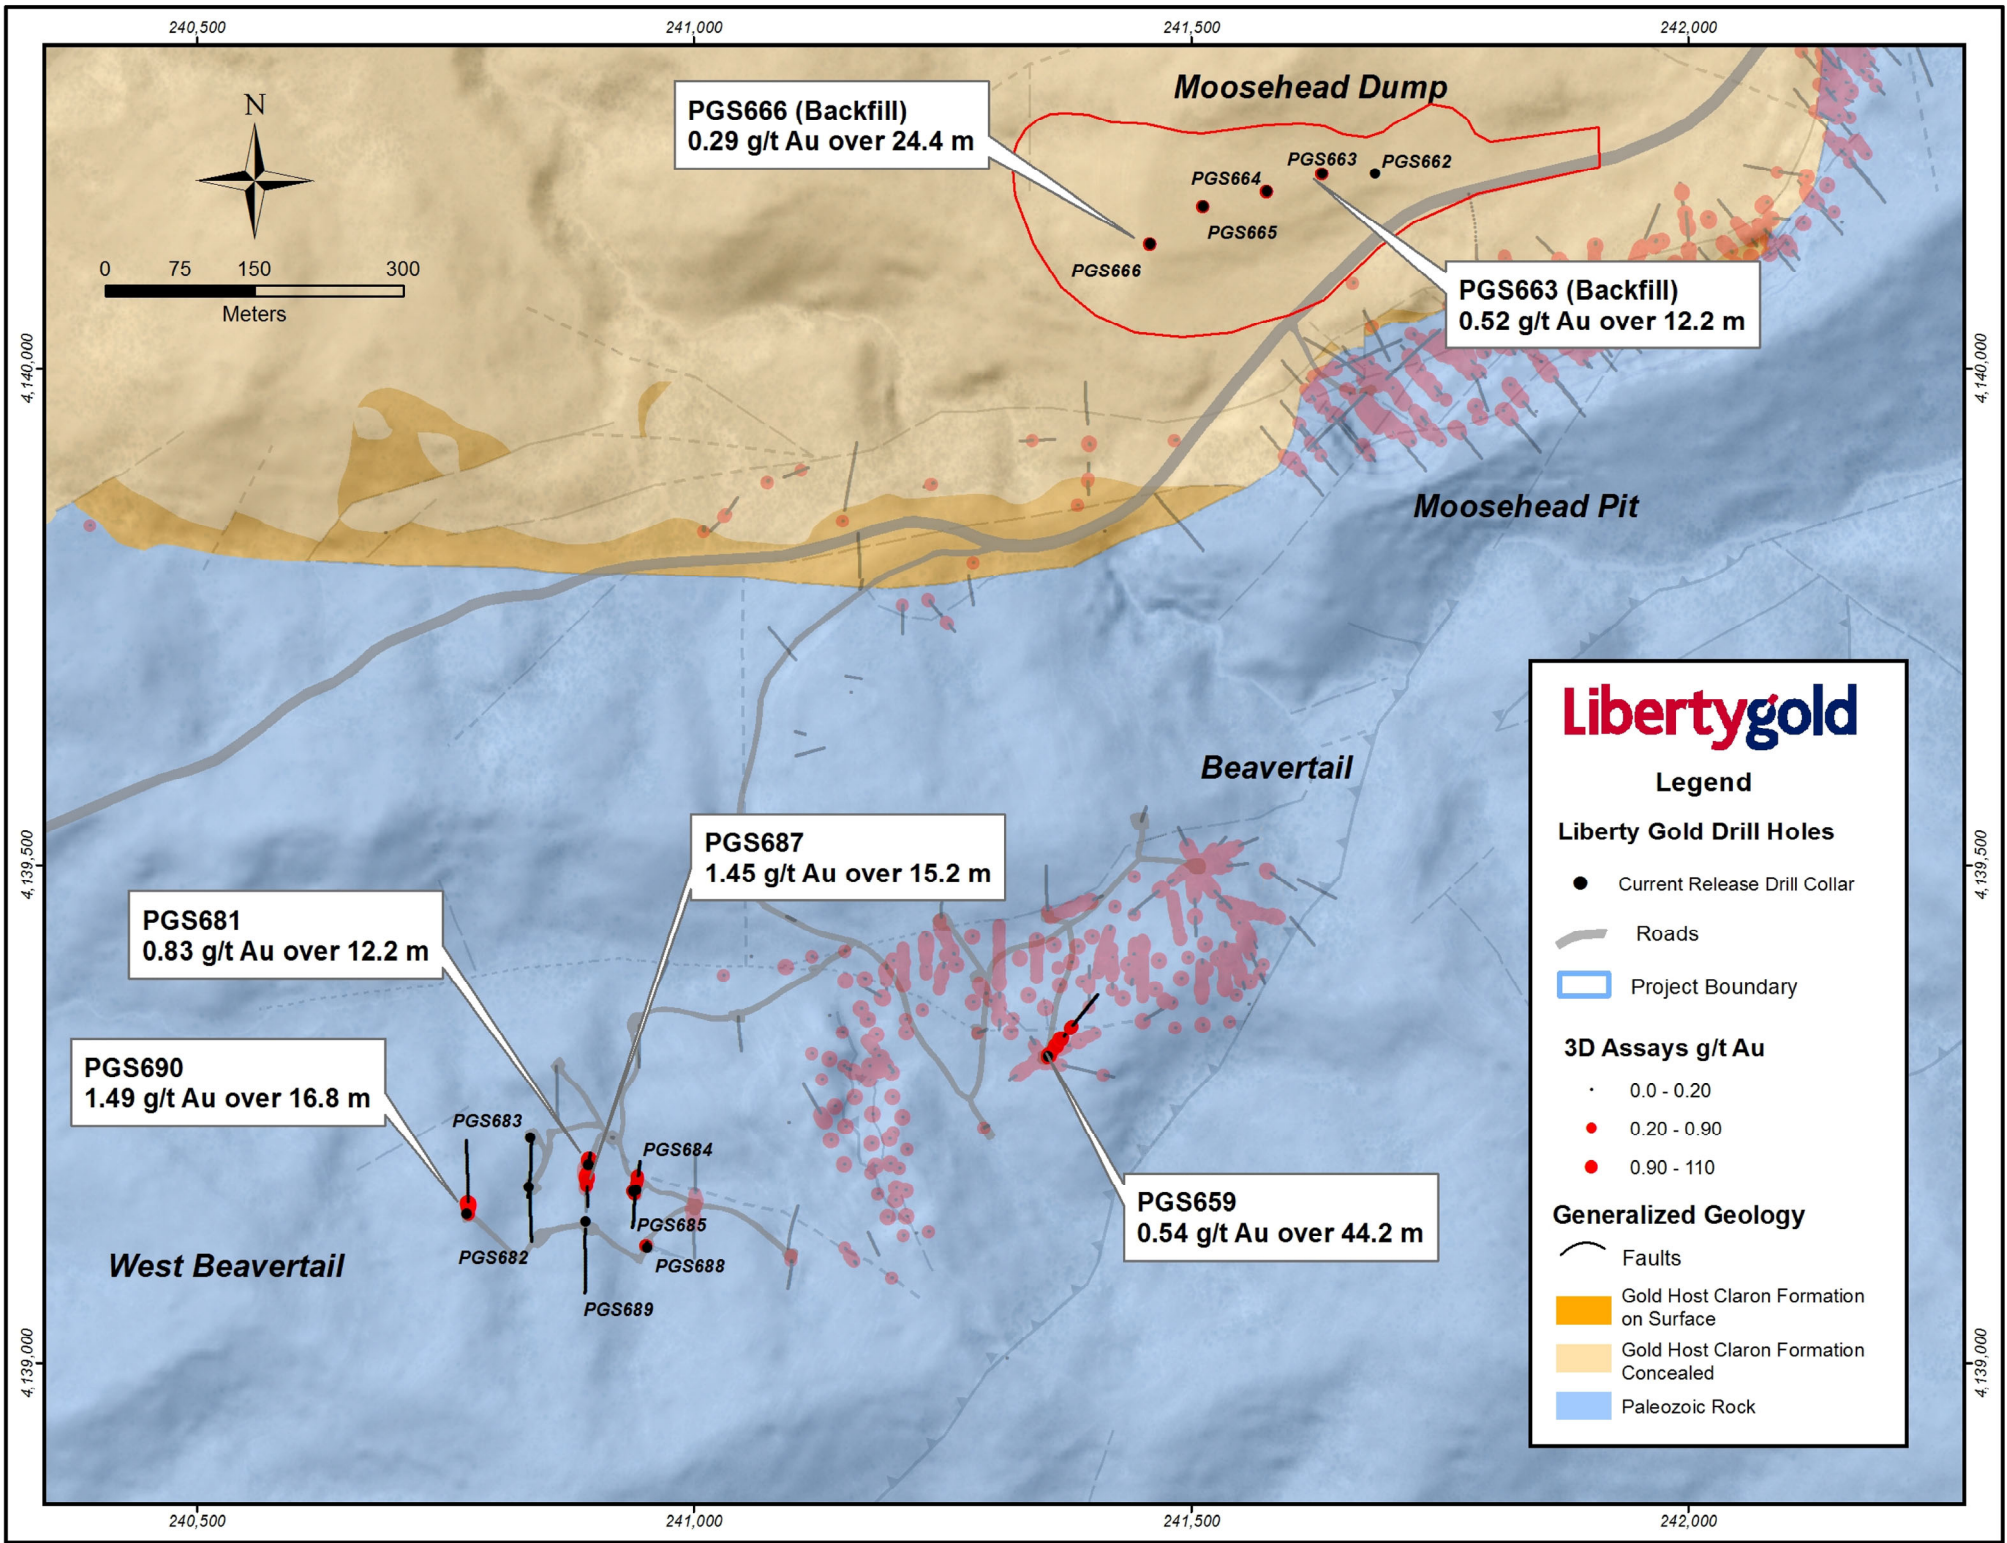 240,500
241,000
241,500
242,000
Moosehead Dump
PGS666 (Backfill)
0.29 g/t Au over 24.4 m
N
PGS663
PGS662
PGS664
PGS665
PGS666
0 75 150 300
Meters
PGS663 (Backfill)
0.52 g/t Au over 12.2 m
4,140,000
4,140,000
Moosehead Pit
Beavertail
PGS687
1.45 g/t Au over 15.2 m
4,139,500
4,139,500
PGS681
0.83 g/t Au over 12.2 m
PGS690
1.49 g/t Au over 16.8 m
PGS683
PGS684
PGS685
PGS682
PGS688
PGS689
West Beavertail
PGS659
0.54 g/t Au over 44.2 m
4,139,000
4,139,000
Libertygold
Legend
Liberty Gold Drill Holes
Current Release Drill Collar
Roads
Project Boundary
3D Assays g/t Au
0.0 - 0.20
0.20 - 0.90
0.90 - 110
Generalized Geology
Faults
Gold Host Claron Formation
on Surface
Gold Host Claron Formation
Concealed
Paleozoic Rock
240,500
241,000
241,500
242,000